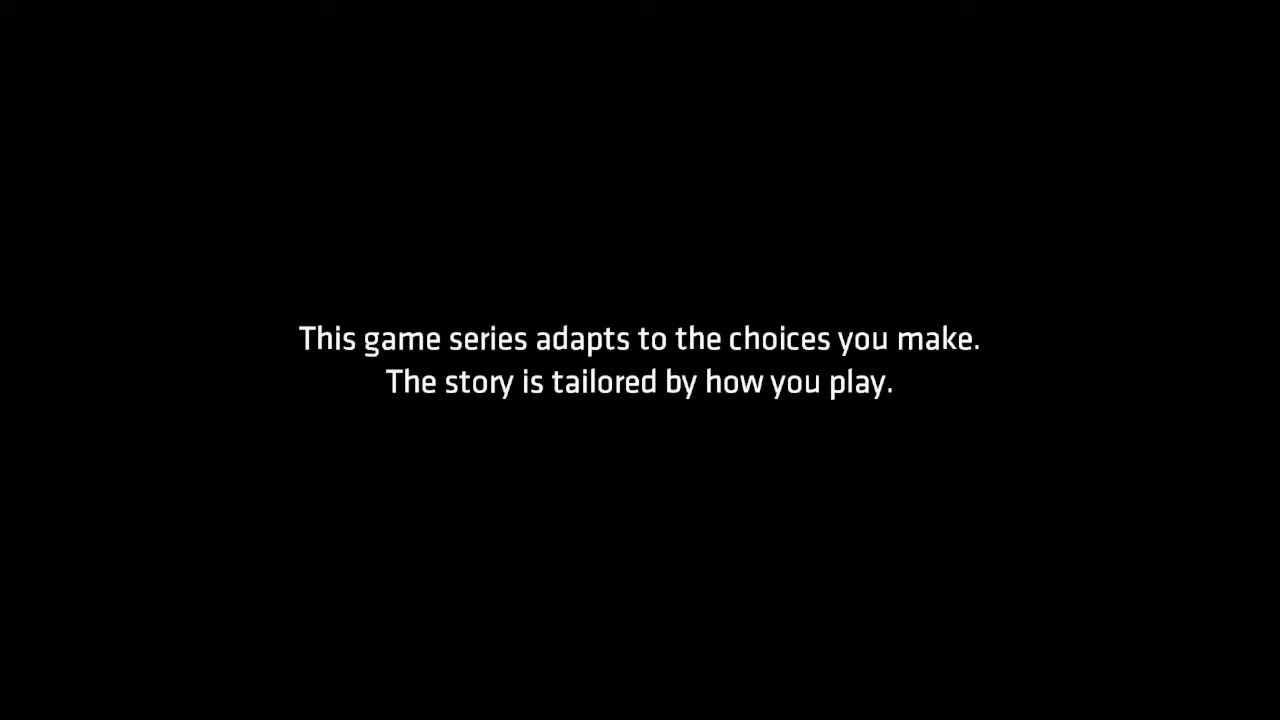 This game series adapts to the choices you make.
The story is tailored by how you play.